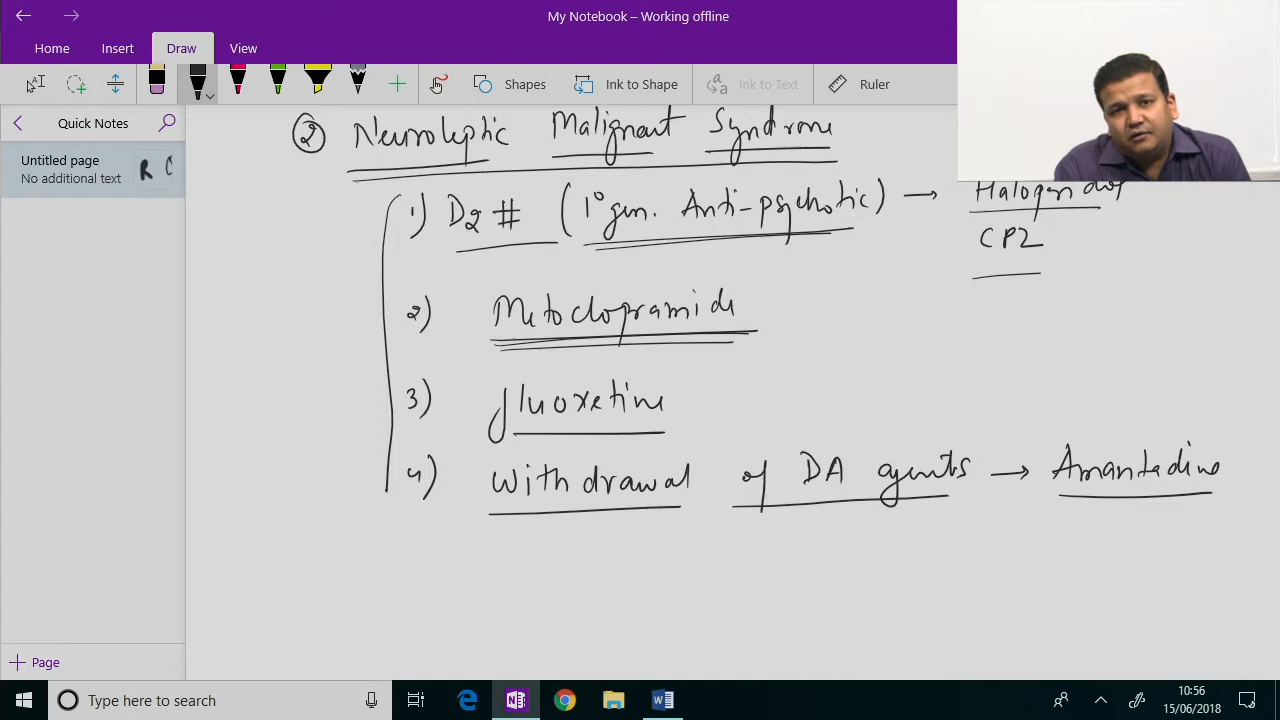 My Notebook – Working offline
Home Insert Draw View
Shapes Ink to Shape Ink to Text Ruler
Quick Notes
Untitled page
No additional text
R C
② Neuroleptic Malignant Syndrome
1) D2 # (1° gen. Anti-psychotic) → Halogen drop
CPZ
2) Metoclopramide
3) fluoxetine
4) Withdrawal of DA agents → Amantadine
+ Page
Type here to search
10:56
15/06/2018